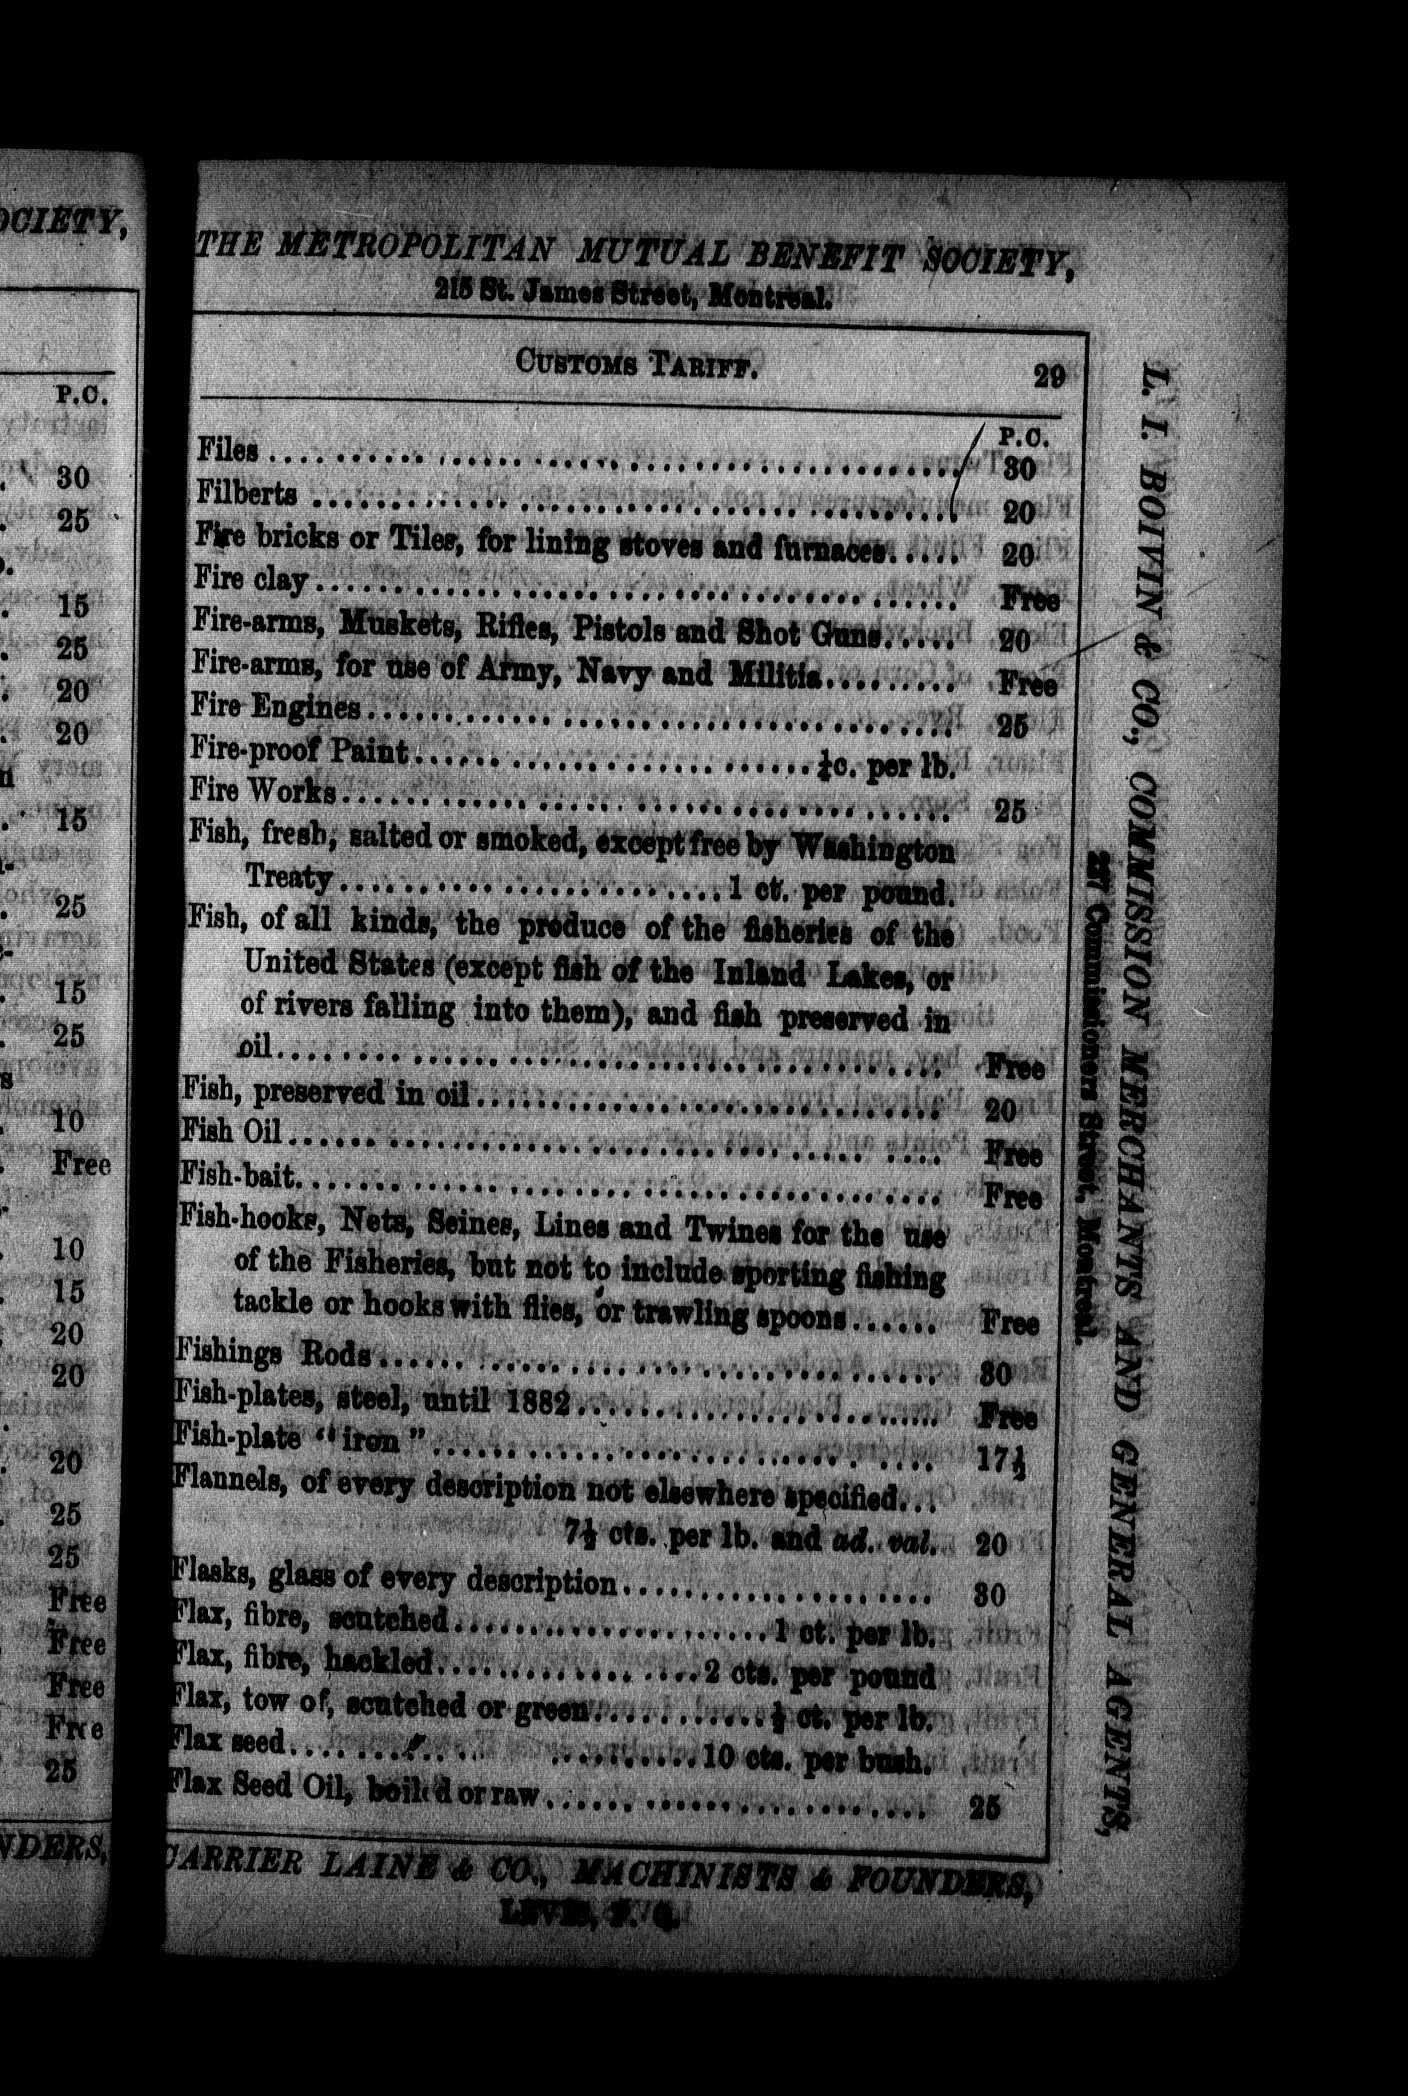 OCIETY,
P.C.
30
25
15
25
20
20
15
25
15
25
10
Free
10
15
20
20
20
25
25
Free
Free
Free
Free
25
NDERS,
THE METROPOLITAN MUTUAL BENEFIT SOCIETY,
215 St. James Street, Montreal.
CUSTOMS TARIFF. 29
P.C.
Files .... 30
Filberts .... 20
Fire bricks or Tiles, for lining stoves and furnaces..... 20
Fire clay .... Free
Fire-arms, Muskets, Rifles, Pistols and Shot Guns..... 20
Fire-arms, for use of Army, Navy and Militia......... Free
Fire Engines.... 25
Fire-proof Paint.... c. per lb.
Fire Works.... 25
Fish, fresh, salted or smoked, except free by Washington
Treaty....1 ct. per pound.
Fish, of all kinds, the produce of the fisheries of the
United States (except fish of the Inland Lakes, or
of rivers falling into them), and fish preserved in
oil.... Free
Fish, preserved in oil.... 20
Fish Oil.... Free
Fish-bait.... Free
Fish-hooks, Nets, Seines, Lines and Twines for the use
of the Fisheries, but not to include sporting fishing
tackle or hooks with flies, or trawling spoons...... Free
Fishings Rods.... 30
Fish-plates, steel, until 1882.... Free
Fish-plate "iron".... 17½
Flannels, of every description not elsewhere specified...
7½ cts. per lb. and ad. val. 20
Flasks, glass of every description.... 30
Flax, fibre, scutched....1 ct. per lb.
Flax, fibre, hackled....2 cts. per pound
Flax, tow of, scutched or green....½ ct. per lb.
Flax seed....10 cts. per bush.
Flax Seed Oil, boiled or raw.... 25
CARRIER LAINE & CO., MACHINISTS & FOUNDERS,
LEVIS, P. Q.
L. I. BOIVIN & CO., COMMISSION MERCHANTS AND GENERAL AGENTS,
227 Commissioners Street, Montreal.